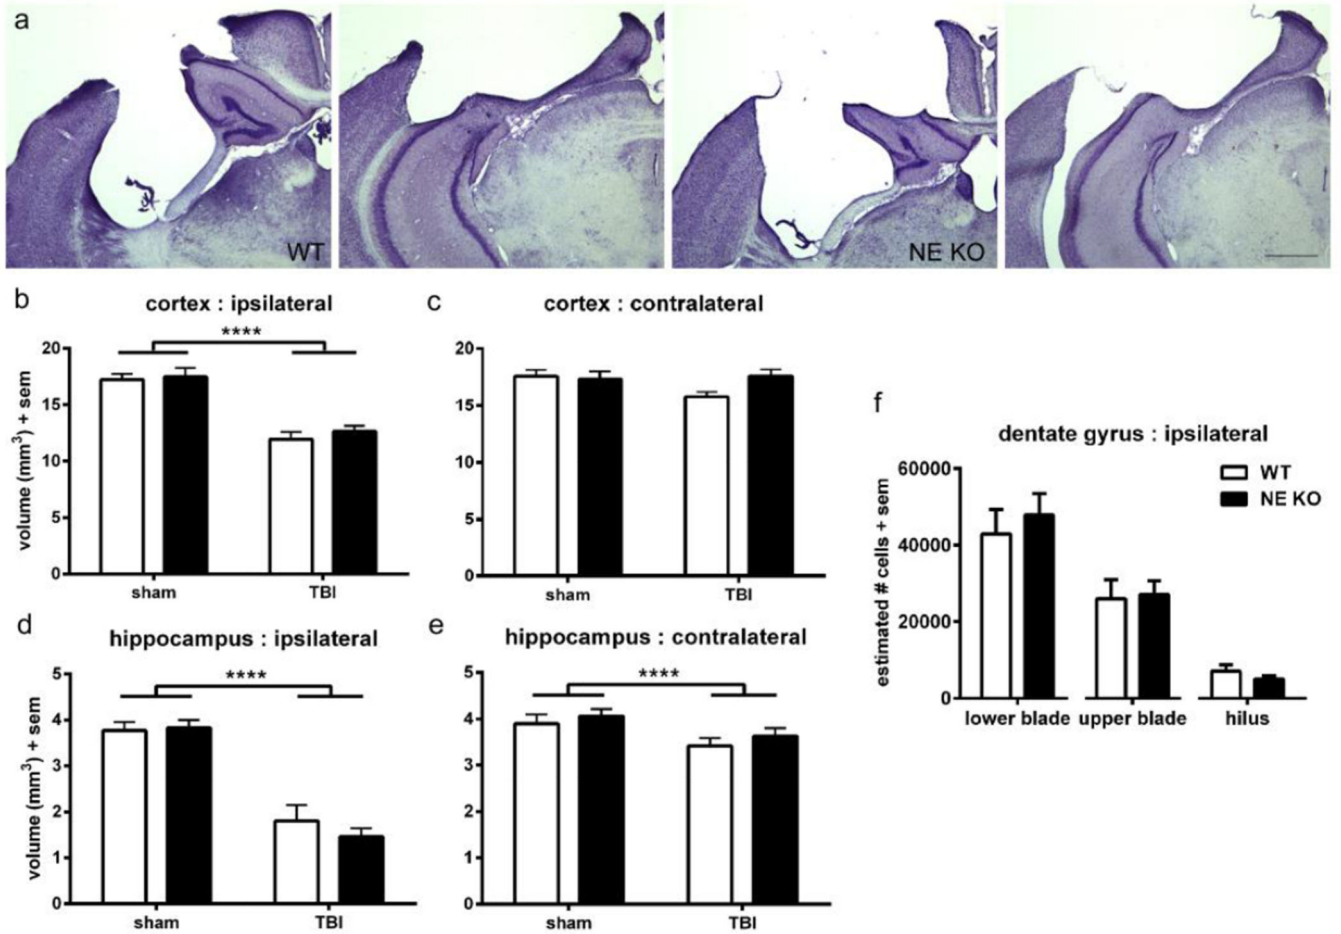 a
WT
NE KO
b
cortex : ipsilateral
****
volume (mm³) + sem
20
15
10
5
0
sham
TBI
c
cortex : contralateral
20
15
10
5
0
sham
TBI
d
hippocampus : ipsilateral
****
volume (mm³) + sem
5
4
3
2
1
0
sham
TBI
e
hippocampus : contralateral
****
5
4
3
2
1
0
sham
TBI
f
dentate gyrus : ipsilateral
WT
NE KO
estimated # cells + sem
60000
40000
20000
0
lower blade
upper blade
hilus